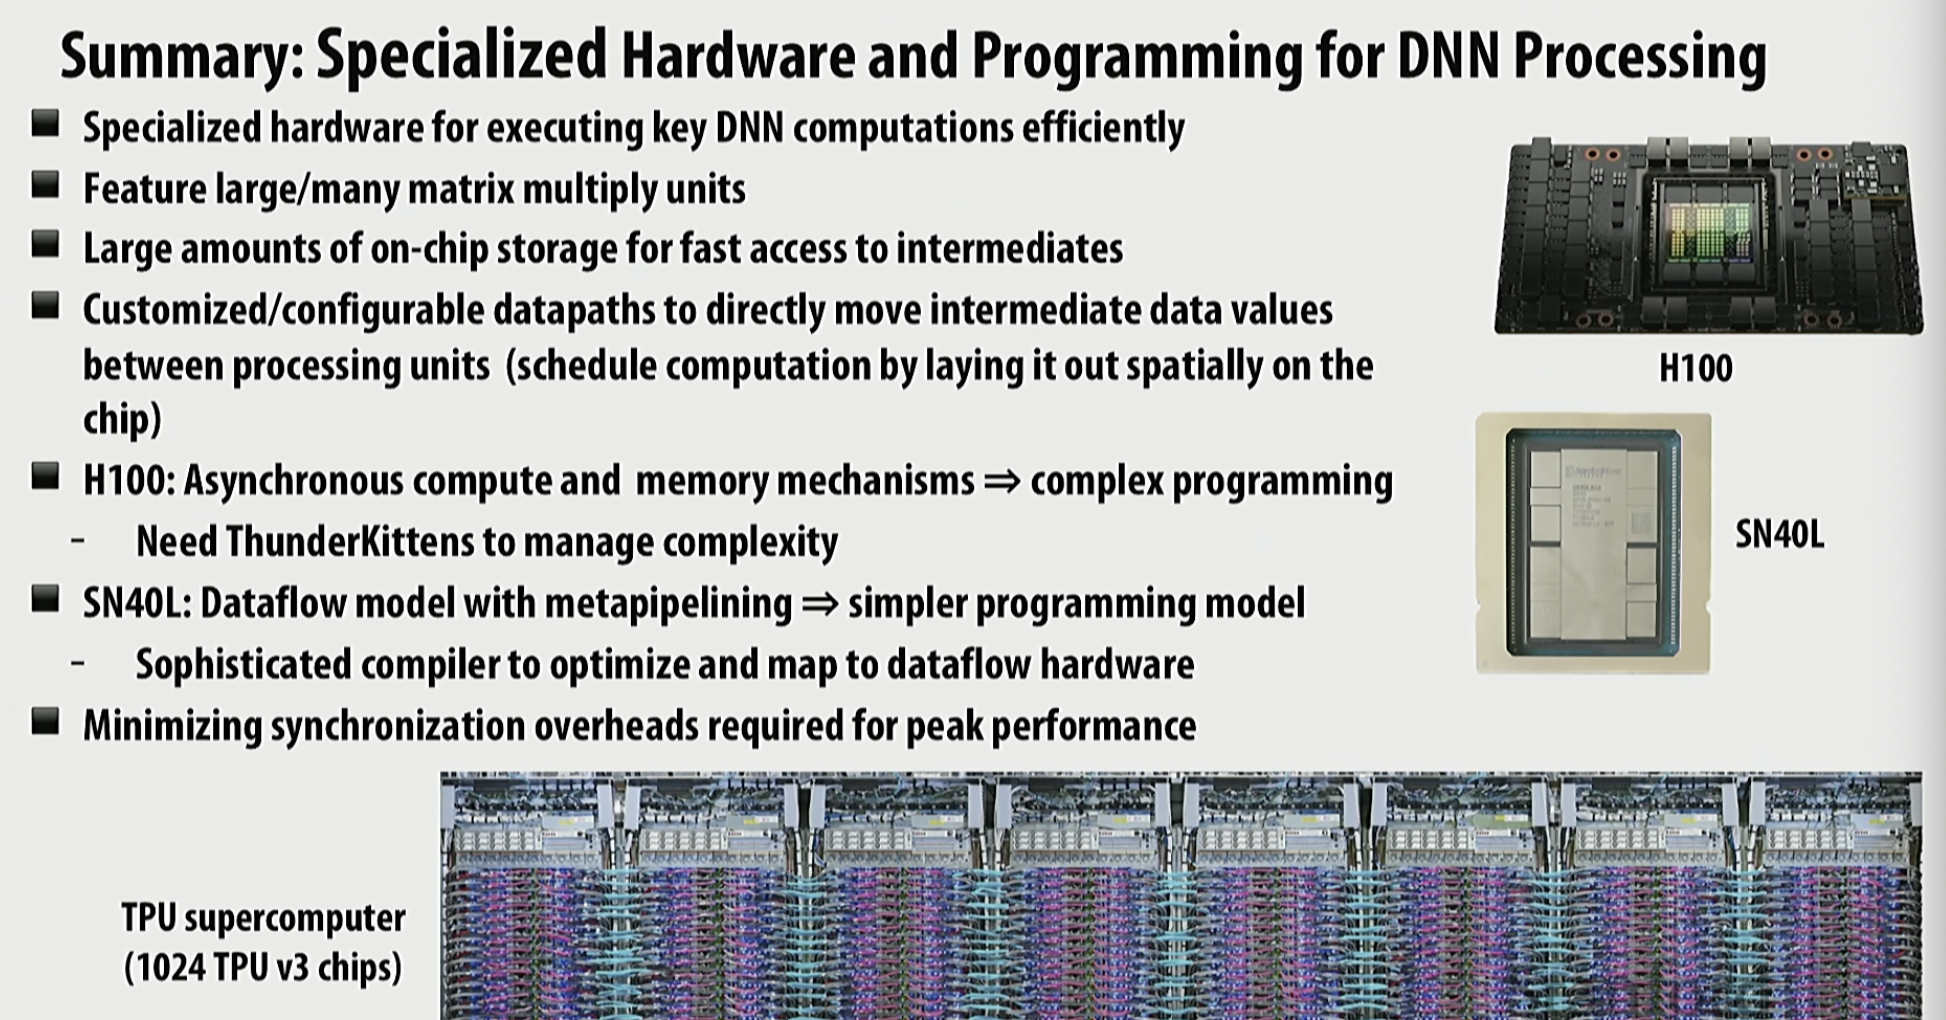 Summary: Specialized Hardware and Programming for DNN Processing
Specialized hardware for executing key DNN computations efficiently
Feature large/many matrix multiply units
Large amounts of on-chip storage for fast access to intermediates
Customized/configurable datapaths to directly move intermediate data values
between processing units (schedule computation by laying it out spatially on the
chip)
H100: Asynchronous compute and memory mechanisms ⇒ complex programming
- Need ThunderKittens to manage complexity
SN40L: Dataflow model with metapipelining ⇒ simpler programming model
- Sophisticated compiler to optimize and map to dataflow hardware
Minimizing synchronization overheads required for peak performance
H100
SN40L
TPU supercomputer
(1024 TPU v3 chips)